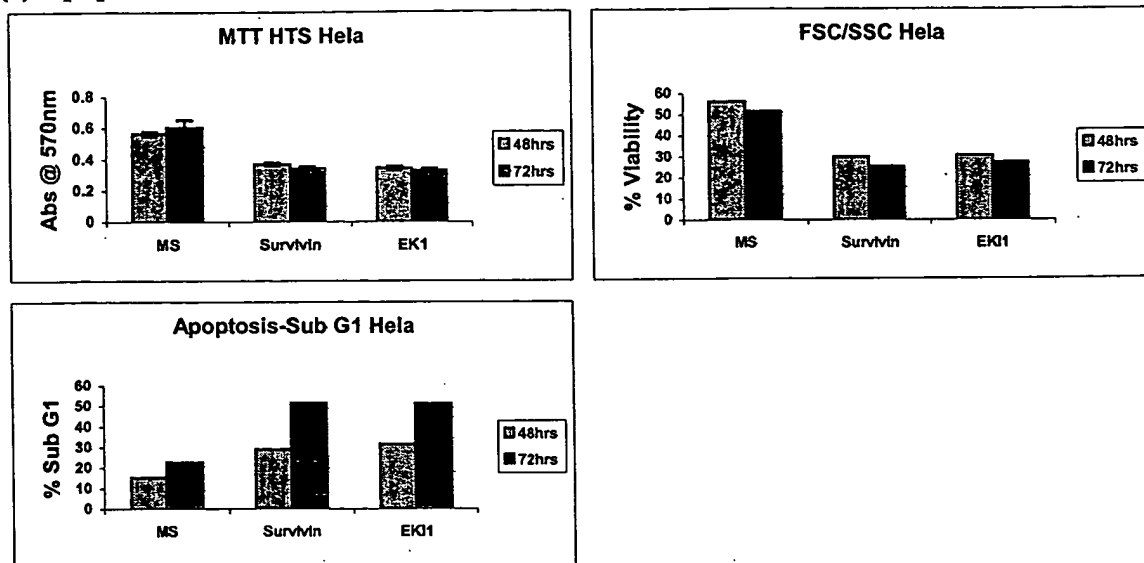 MTT HTS Hela
Abs @ 570nm
0.8
0.6
0.4
0.2
0
MS
Survivin
EK1
48hrs
72hrs
FSC/SSC Hela
% Viability
60
50
40
30
20
10
0
MS
Survivin
EKI1
48hrs
72hrs
Apoptosis-Sub G1 Hela
% Sub G1
60
50
40
30
20
10
0
MS
Survivin
EKI1
48hrs
72hrs